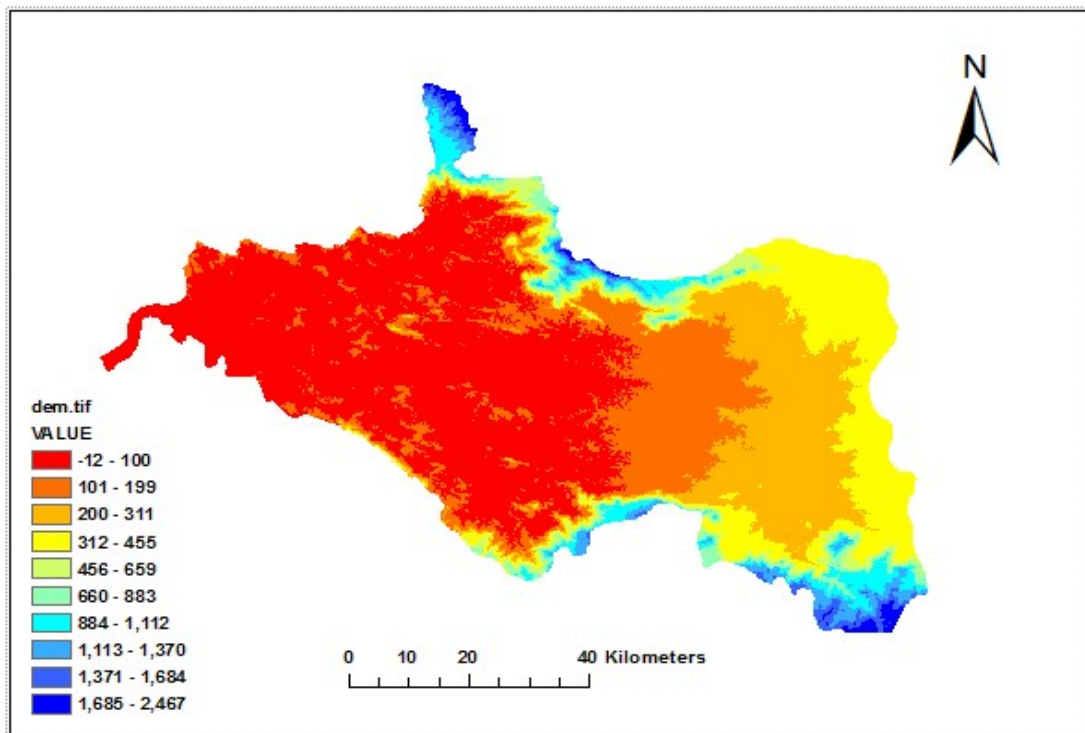 N
dem.tif
VALUE
-12 - 100
101 - 199
200 - 311
312 - 455
456 - 659
660 - 883
884 - 1,112
1,113 - 1,370
1,371 - 1,684
1,685 - 2,467
0 10 20 40 Kilometers